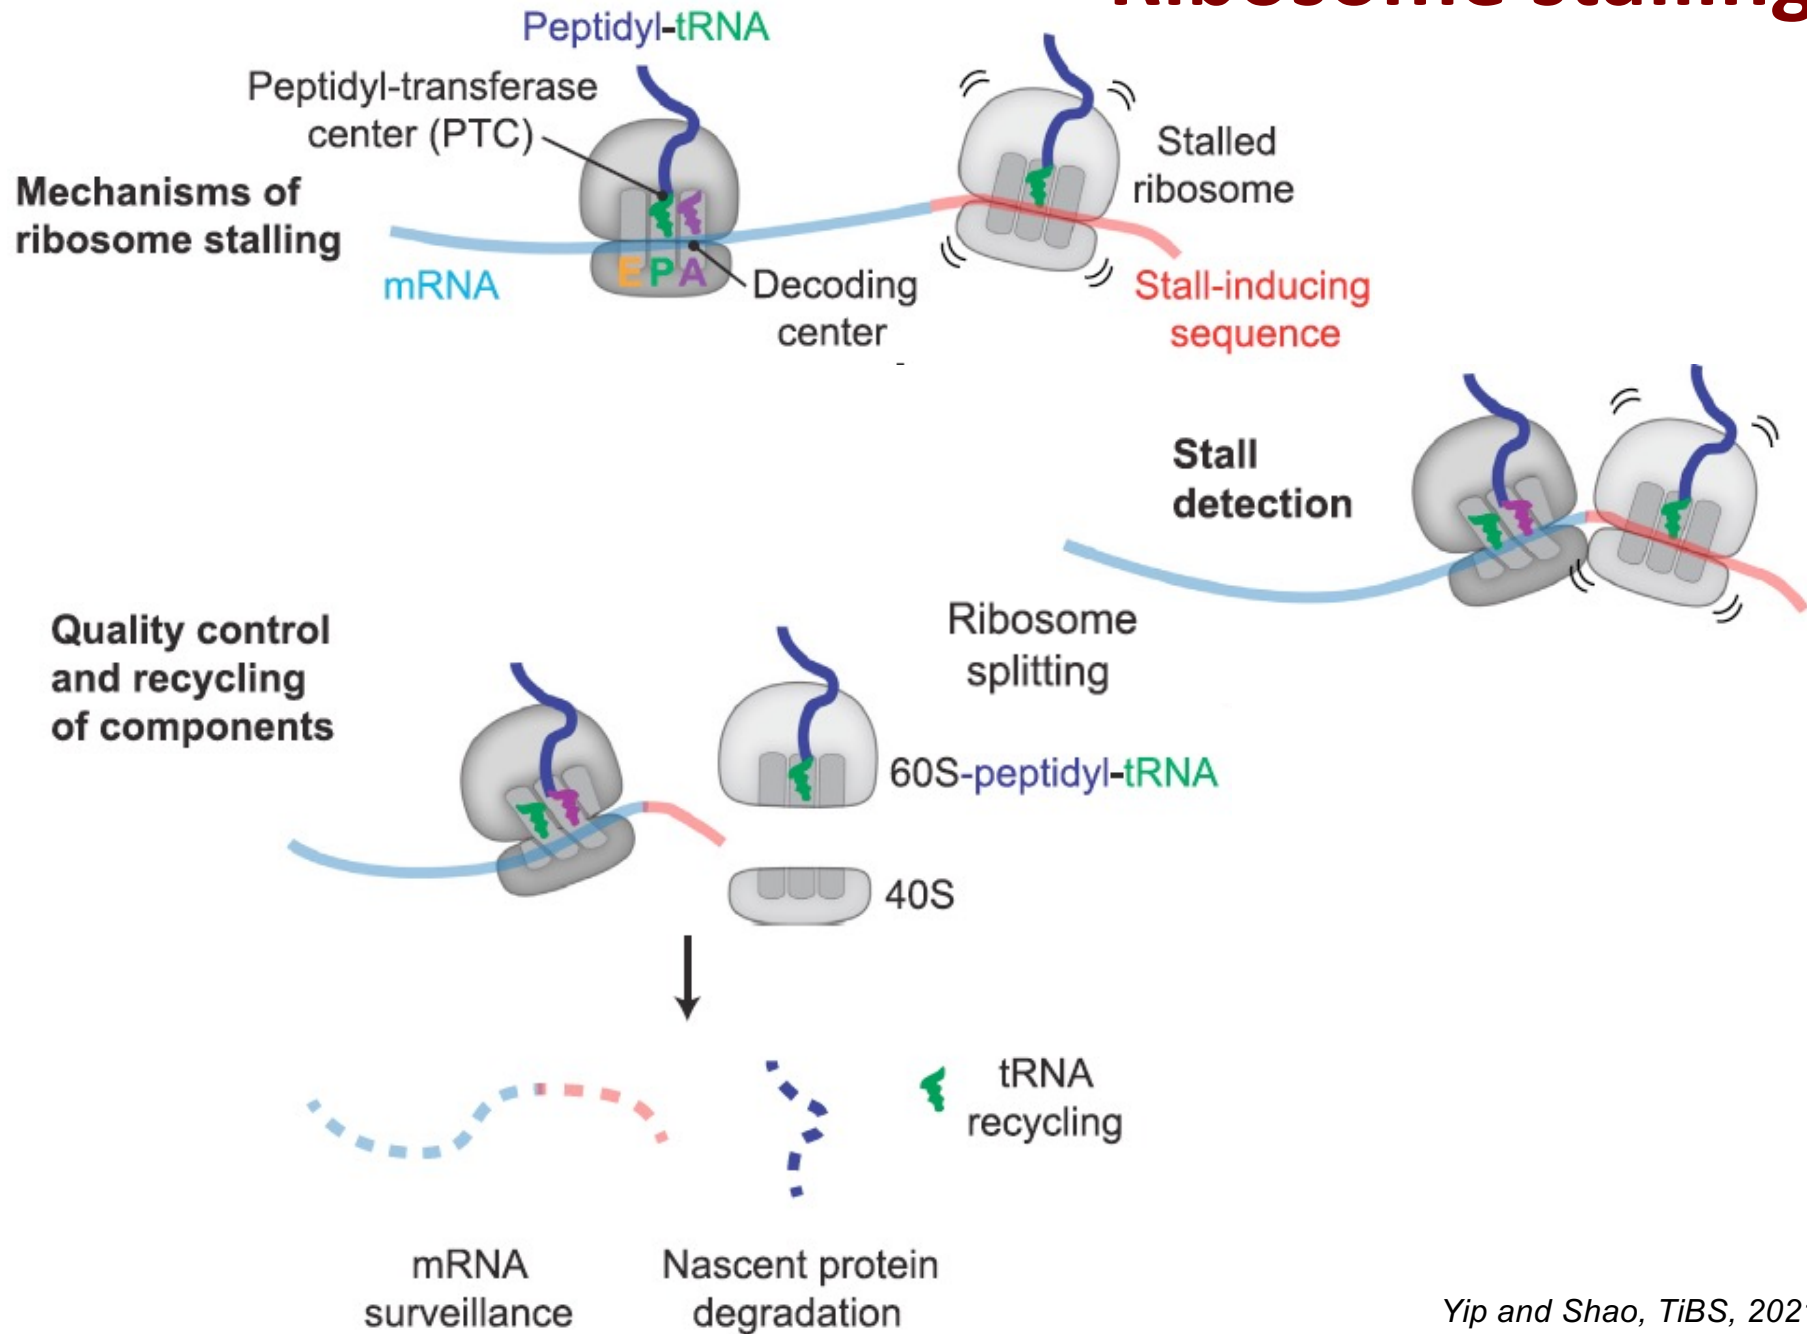 Ribosome stalling
Peptidyl-tRNA
Peptidyl-transferase
center (PTC)
Mechanisms of
ribosome stalling
Stalled
ribosome
mRNA
E P A
Decoding
center
Stall-inducing
sequence
Stall
detection
Quality control
and recycling
of components
Ribosome
splitting
60S-peptidyl-tRNA
40S
tRNA
recycling
mRNA
surveillance
Nascent protein
degradation
Yip and Shao, TiBS,